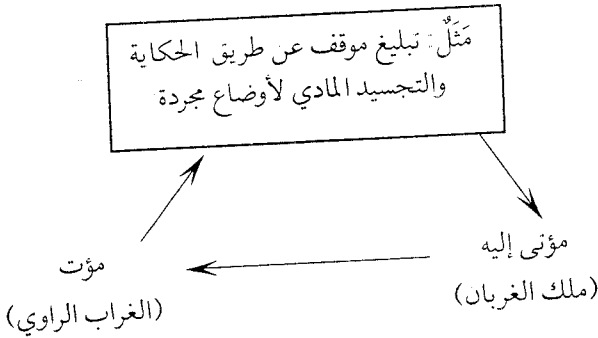 مَثَلٌ: تبليغ موقف عن طريق الحكاية
والتجسيد المادي لأوضاع مجردة
مؤتى إليه
(ملك الغربان)
مؤت
(الغراب الراوي)